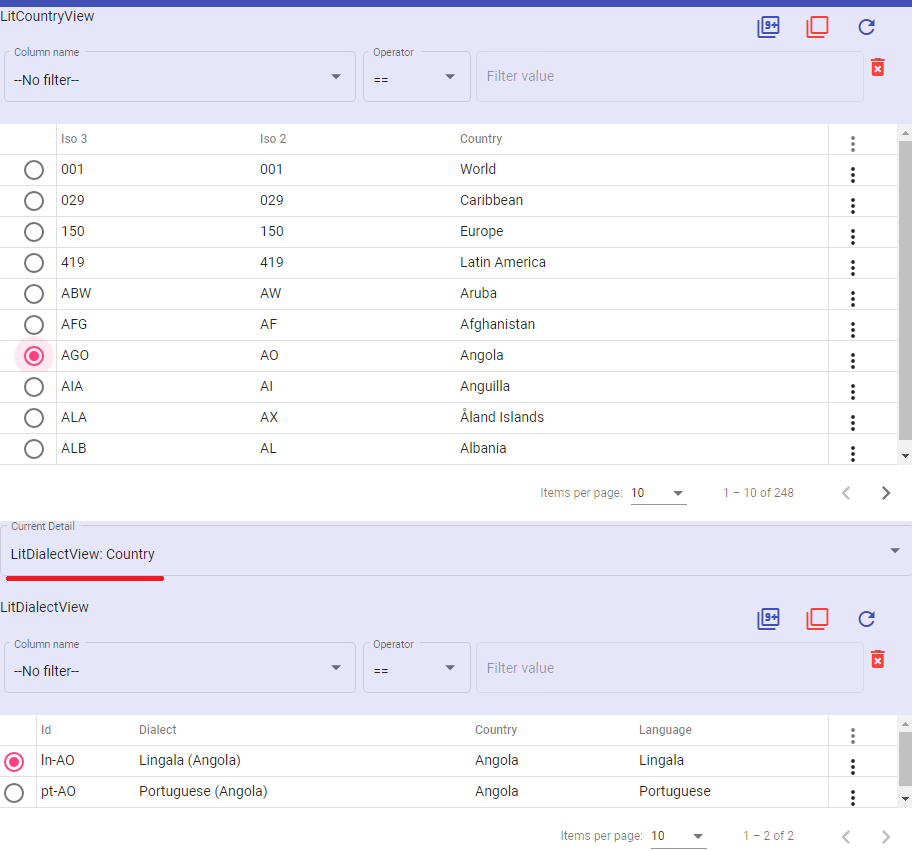 LitCountryView
9+
Column name
Operator
--No filter-- == Filter value
Iso 3 Iso 2 Country
001 001 World
029 029 Caribbean
150 150 Europe
419 419 Latin America
ABW AW Aruba
AFG AF Afghanistan
AGO AO Angola
AIA AI Anguilla
ALA AX Åland Islands
ALB AL Albania
Items per page: 10 1 – 10 of 248
Current Detail
LitDialectView: Country
LitDialectView
9+
Column name
Operator
--No filter-- == Filter value
Id Dialect Country Language
ln-AO Lingala (Angola) Angola Lingala
pt-AO Portuguese (Angola) Angola Portuguese
Items per page: 10 1 – 2 of 2